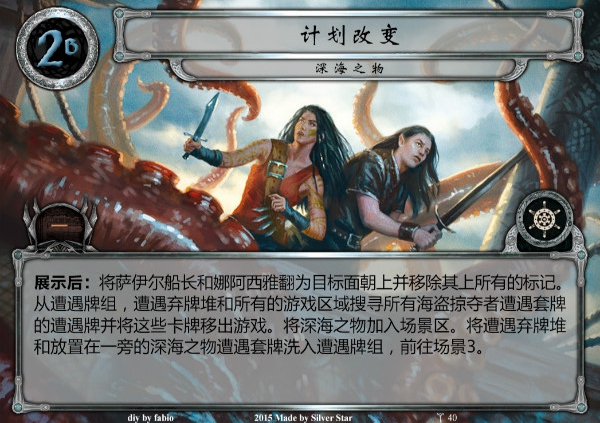 计划改变
2B
深海之物
展示后：将萨伊尔船长和娜阿西雅翻为目标面朝上并移除其上所有的标记。
从遭遇牌组，遭遇弃牌堆和所有的游戏区域搜寻所有海盗掠夺者遭遇套牌
的遭遇牌并将这些卡牌移出游戏。将深海之物加入场景区。将遭遇弃牌堆
和放置在一旁的深海之物遭遇套牌洗入遭遇牌组，前往场景3。
diy by fabio
2015 Made by Silver Star
40